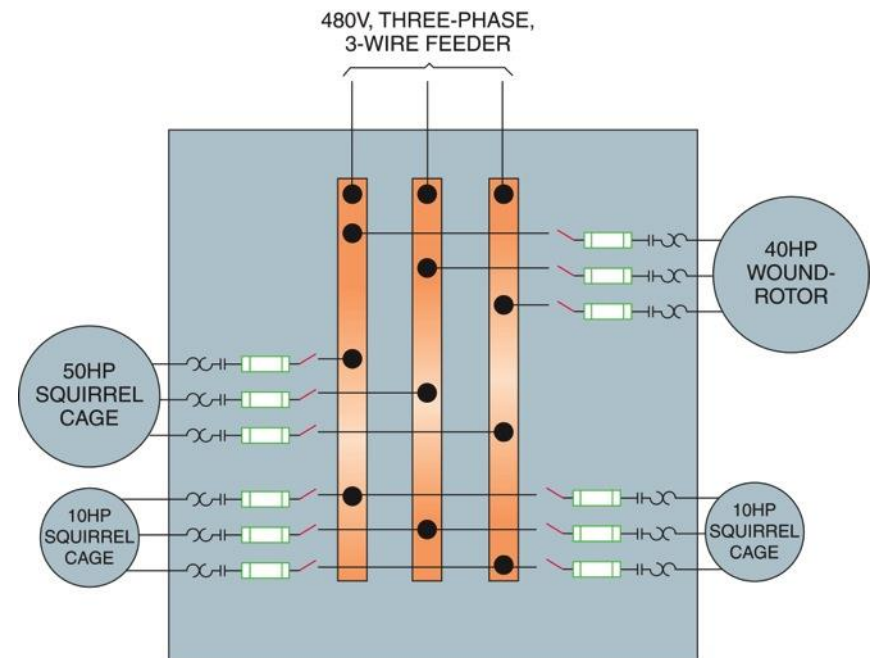 480V, THREE-PHASE,
3-WIRE FEEDER
40HP
WOUND-
ROTOR
50HP
SQUIRREL
CAGE
10HP
SQUIRREL
CAGE
10HP
SQUIRREL
CAGE